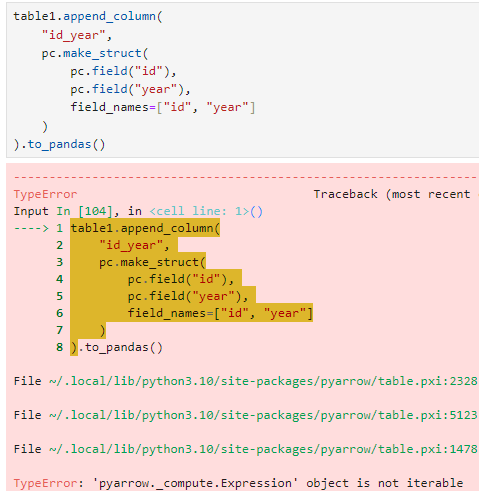 table1.append_column(
    "id_year",
    pc.make_struct(
        pc.field("id"),
        pc.field("year"),
        field_names=["id", "year"]
    )
).to_pandas()
---------------------------------------------------------------
TypeError                                 Traceback (most recent
Input In [104], in <cell line: 1>()
----> 1 table1.append_column(
      2     "id_year",
      3     pc.make_struct(
      4         pc.field("id"),
      5         pc.field("year"),
      6         field_names=["id", "year"]
      7     )
      8 ).to_pandas()
File ~/.local/lib/python3.10/site-packages/pyarrow/table.pxi:2328
File ~/.local/lib/python3.10/site-packages/pyarrow/table.pxi:5123
File ~/.local/lib/python3.10/site-packages/pyarrow/table.pxi:1478
TypeError: 'pyarrow._compute.Expression' object is not iterable